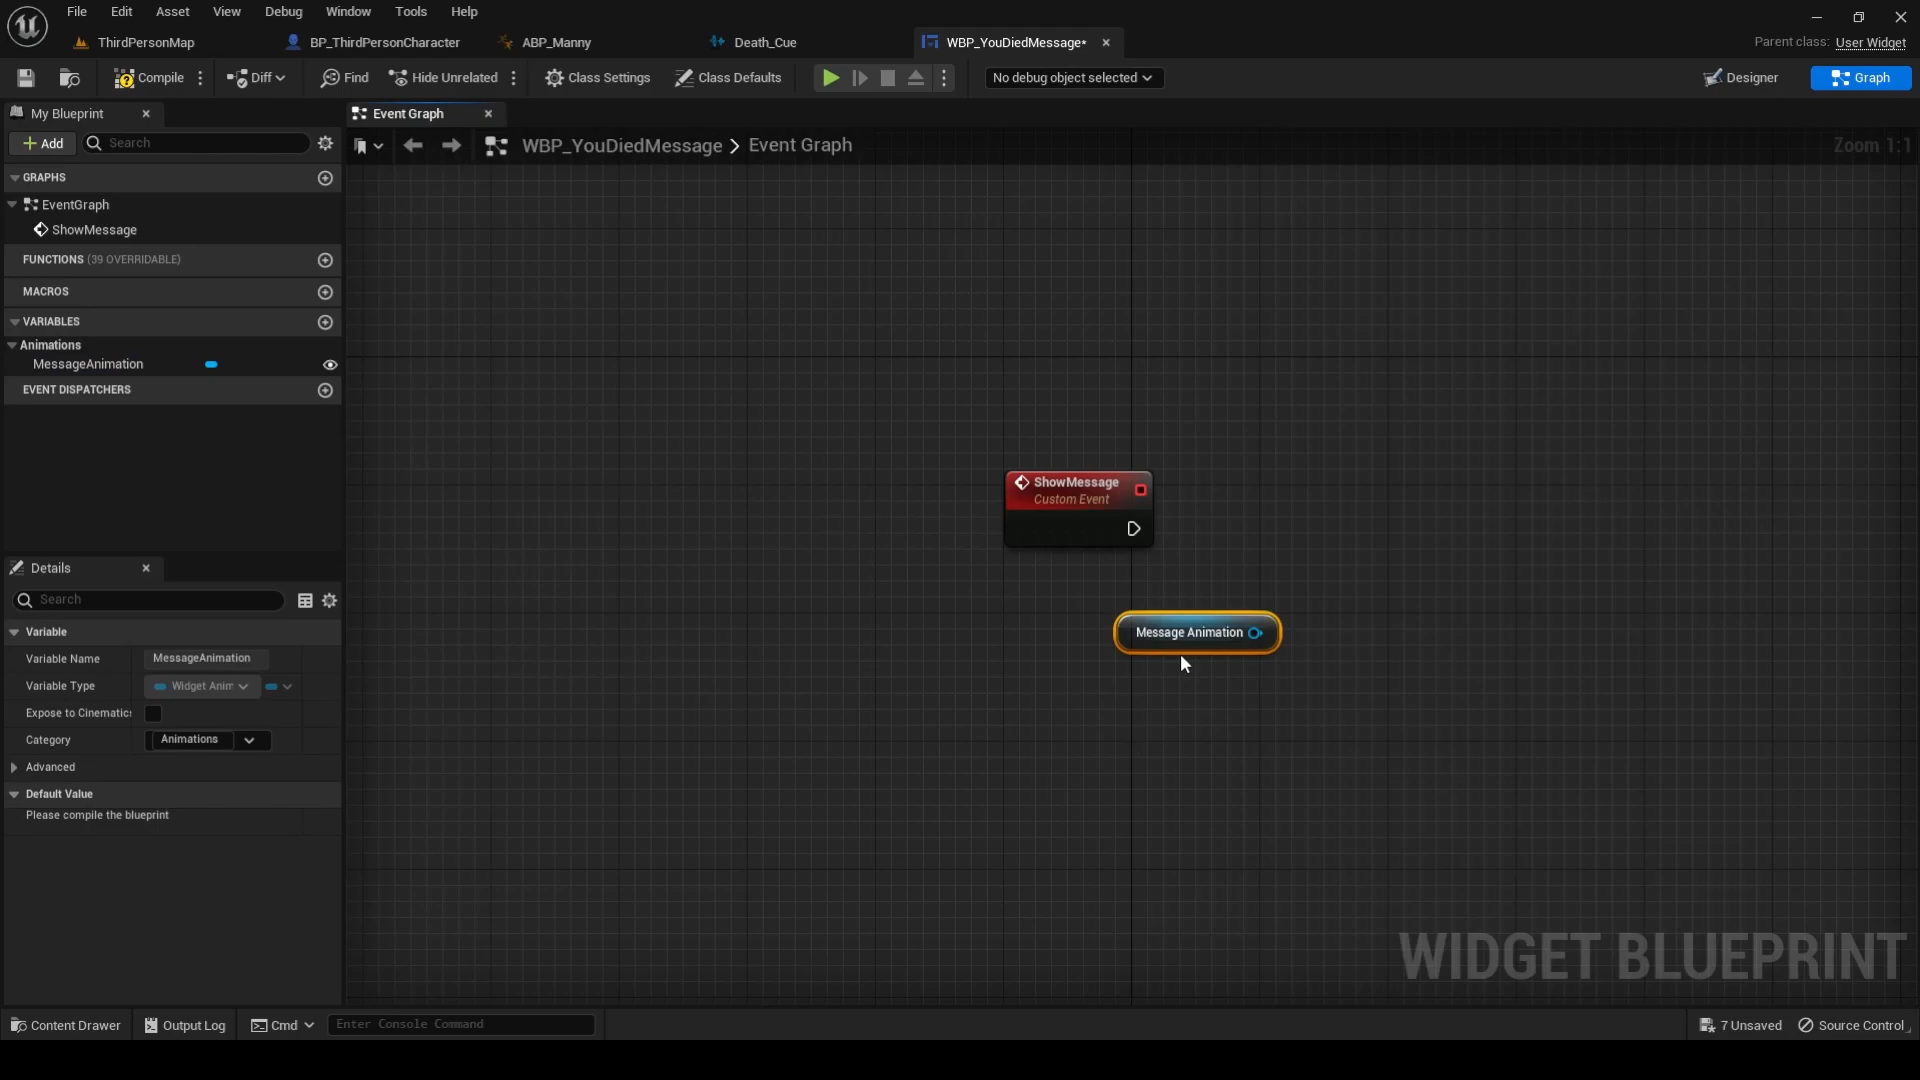 File Edit Asset View Debug Window Tools Help
ThirdPersonMap BP_ThirdPersonCharacter ABP_Manny Death_Cue WBP_YouDiedMessage*
Parent class: User Widget
Compile Diff Find Hide Unrelated Class Settings Class Defaults No debug object selected Designer Graph
My Blueprint Event Graph
Add Search
WBP_YouDiedMessage > Event Graph
Zoom 1:1
GRAPHS
EventGraph
ShowMessage
FUNCTIONS (39 OVERRIDABLE)
MACROS
VARIABLES
Animations
MessageAnimation
EVENT DISPATCHERS
ShowMessage
Custom Event
Message Animation
Details
Search
Variable
Variable Name MessageAnimation
Variable Type Widget Anim
Expose to Cinematics
Category Animations
Advanced
Default Value
Please compile the blueprint
WIDGET BLUEPRINT
Content Drawer Output Log Cmd Enter Console Command 7 Unsaved Source Control